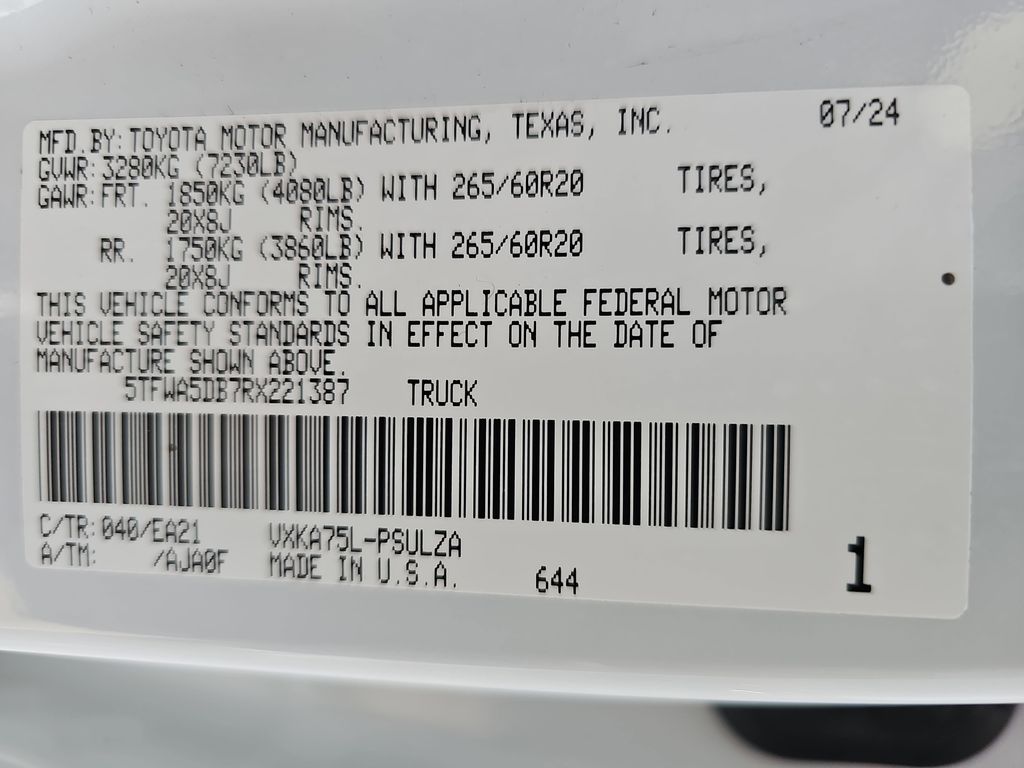 07/24
MFD.BY: TOYOTA MOTOR MANUFACTURING, TEXAS, INC.
GVWR: 3280KG (7230LB)
GAWR: FRT. 1850KG (4080LB) WITH 265/60R20 TIRES,
20X8J RIMS.
RR. 1750KG (3860LB) WITH 265/60R20 TIRES,
20X8J RIMS.
THIS VEHICLE CONFORMS TO ALL APPLICABLE FEDERAL MOTOR
VEHICLE SAFETY STANDARDS IN EFFECT ON THE DATE OF
MANUFACTURE SHOWN ABOVE.
5TFWA5DB7RX221387 TRUCK
C/TR: 040/EA21 VXKA75L-PSULZA
A/TM: /AJA0F MADE IN U.S.A. 644
1